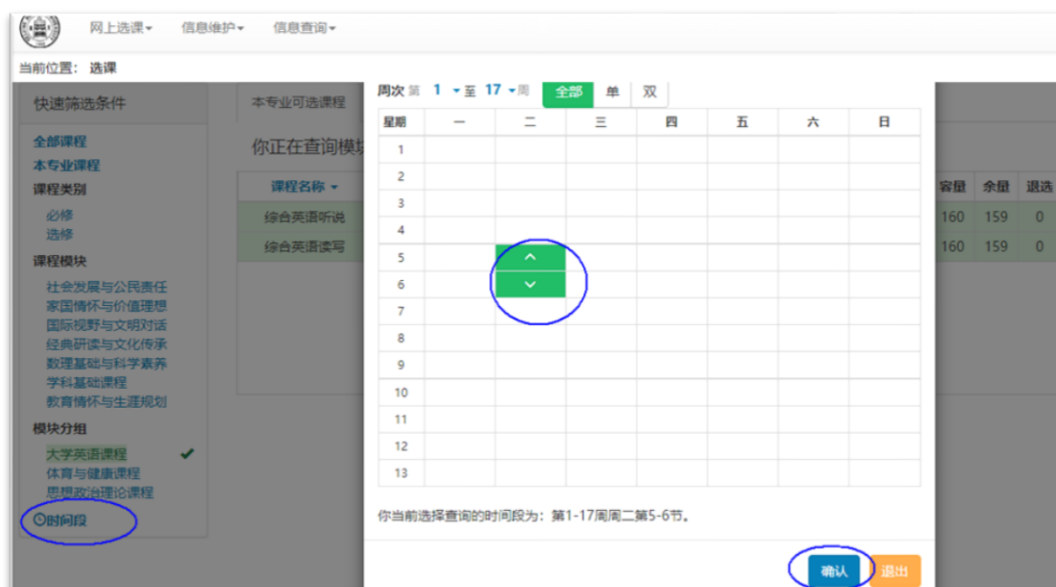 网上选课 信息维护 信息查询
当前位置： 选课
快速筛选条件
全部课程
本专业课程
课程类别
必修
选修
课程模块
社会发展与公民责任
家国情怀与价值理想
国际视野与文明对话
经典研读与文化传承
数理基础与科学素养
学科基础课程
教育情怀与生涯规划
模块分组
大学英语课程
体育与健康课程
思想政治理论课程
时间段
本专业可选课程
你正在查询模块
课程名称 容量 余量 退选
综合英语听说 160 159 0
综合英语读写 160 159 0
周次 第 1 至 17 周 全部 单 双
星期 一 二 三 四 五 六 日
1
2
3
4
5
6
7
8
9
10
11
12
13
你当前选择查询的时间段为：第1-17周周二第5-6节。
确认 退出